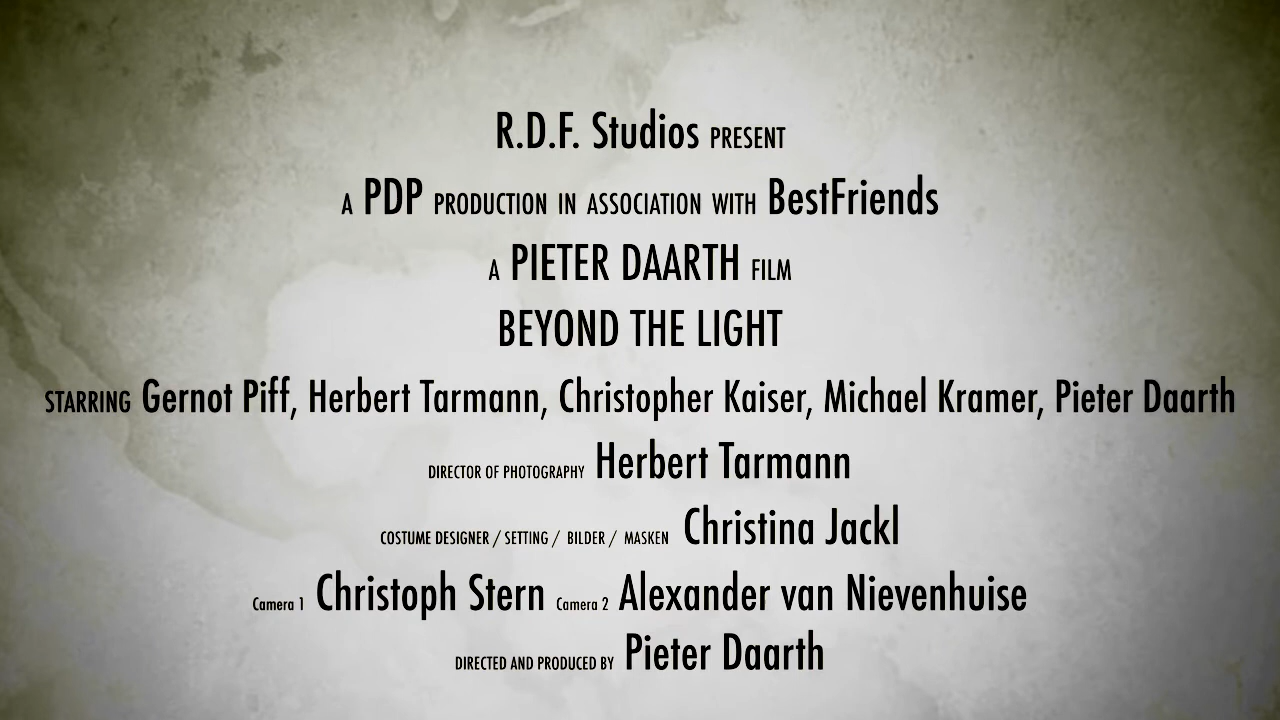 R.D.F. Studios PRESENT
A PDP PRODUCTION IN ASSOCIATION WITH BestFriends
A PIETER DAARTH FILM
BEYOND THE LIGHT
STARRING Gernot Piff, Herbert Tarmann, Christopher Kaiser, Michael Kramer, Pieter Daarth
DIRECTOR OF PHOTOGRAPHY Herbert Tarmann
COSTUME DESIGNER / SETTING / BILDER / MASKEN Christina Jackl
Camera 1 Christoph Stern Camera 2 Alexander van Nievenhuise
DIRECTED AND PRODUCED BY Pieter Daarth